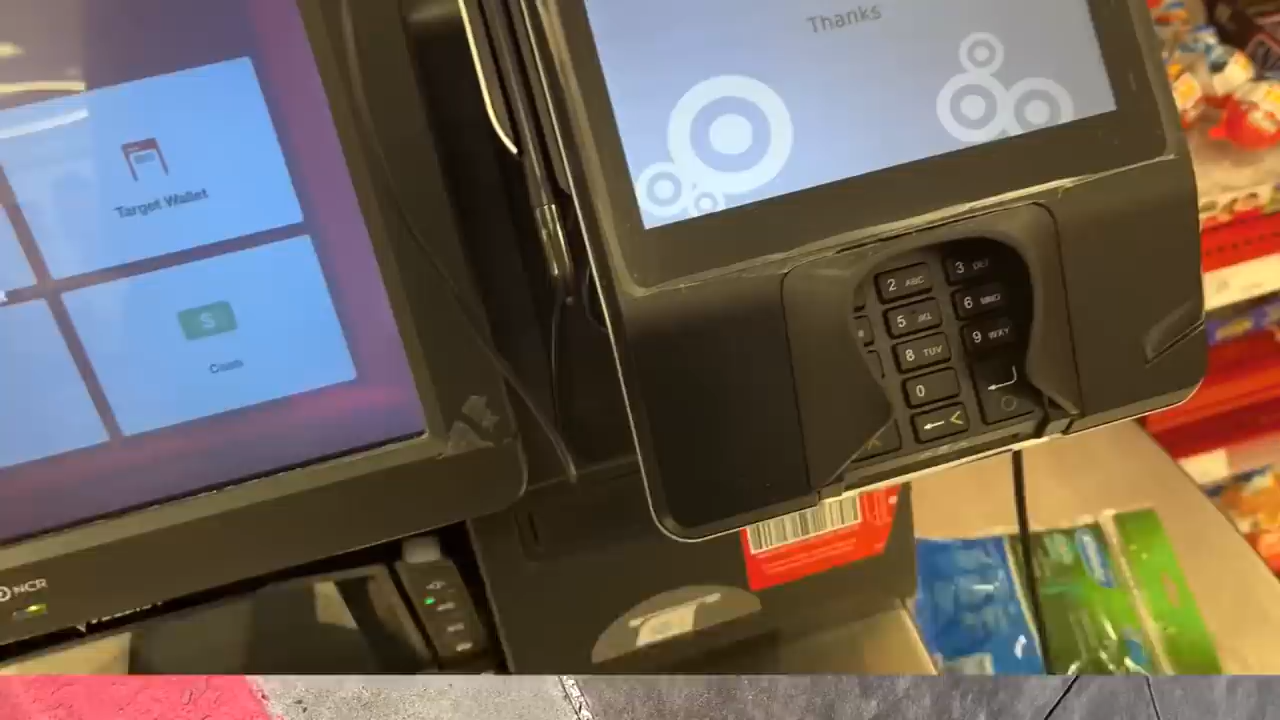 Thanks
Target Wallet
Cash
2 ABC
3 DEF
5 JKL
6 MNO
8 TUV
9 WXY
0
NCR